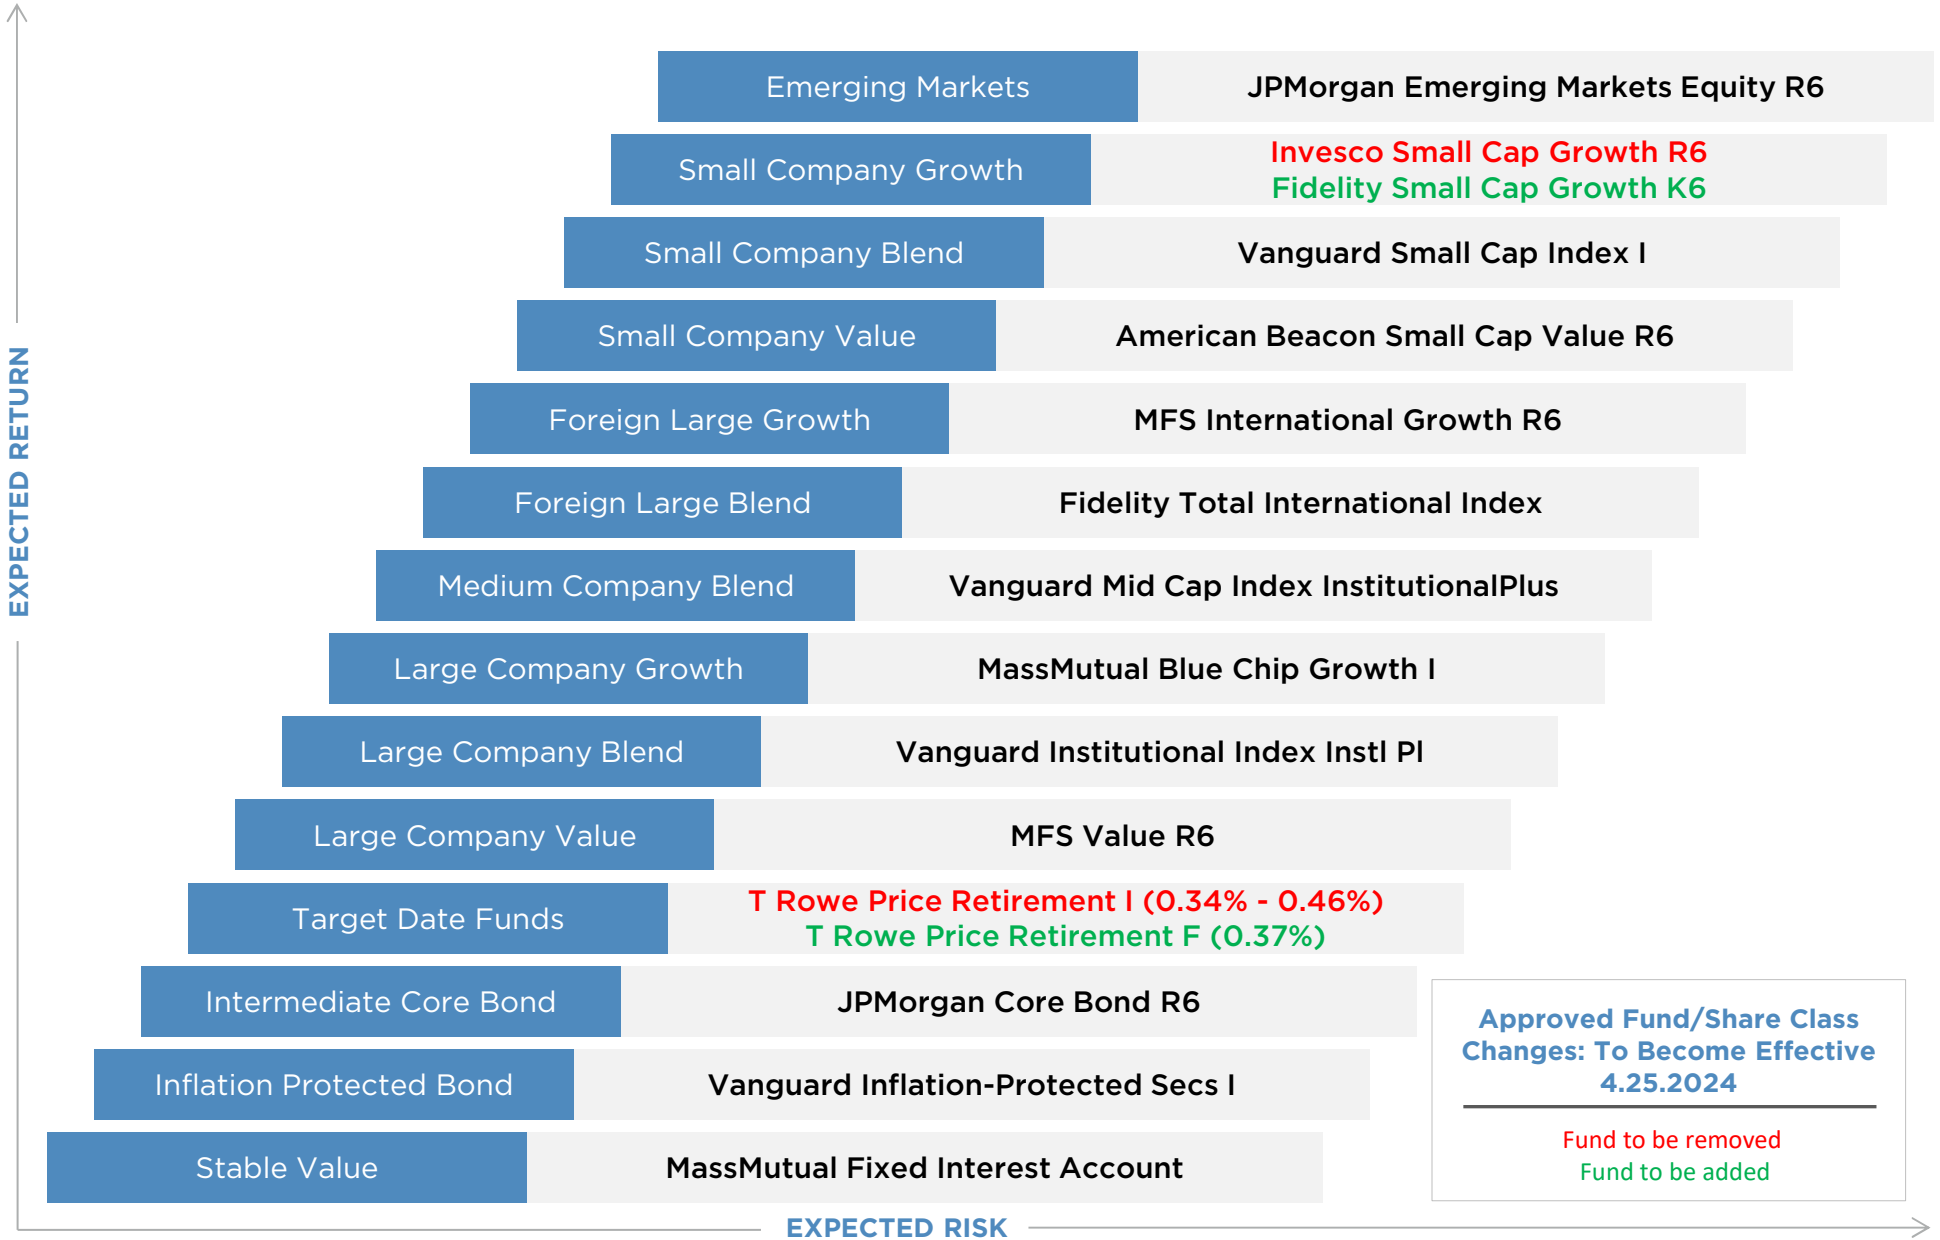 Emerging Markets
JPMorgan Emerging Markets Equity R6
Small Company Growth
Invesco Small Cap Growth R6
Fidelity Small Cap Growth K6
Small Company Blend
Vanguard Small Cap Index I
Small Company Value
American Beacon Small Cap Value R6
Foreign Large Growth
MFS International Growth R6
Foreign Large Blend
Fidelity Total International Index
Medium Company Blend
Vanguard Mid Cap Index InstitutionalPlus
Large Company Growth
MassMutual Blue Chip Growth I
Large Company Blend
Vanguard Institutional Index Instl Pl
Large Company Value
MFS Value R6
Target Date Funds
T Rowe Price Retirement I (0.34% - 0.46%)
T Rowe Price Retirement F (0.37%)
Intermediate Core Bond
JPMorgan Core Bond R6
Inflation Protected Bond
Vanguard Inflation-Protected Secs I
Stable Value
MassMutual Fixed Interest Account
EXPECTED RETURN
EXPECTED RISK
Approved Fund/Share Class
Changes: To Become Effective
4.25.2024
Fund to be removed
Fund to be added